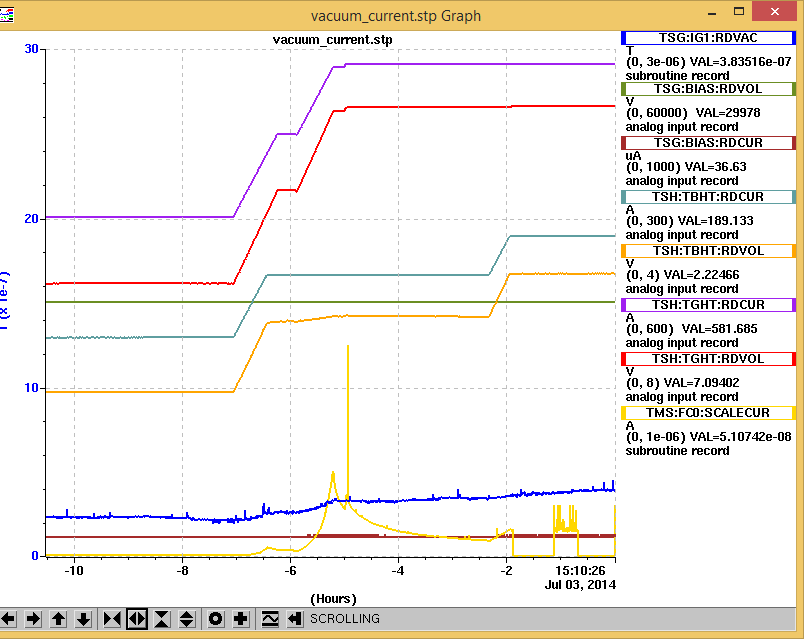 vacuum_current.stp Graph
vacuum_current.stp
30
20
10
0
(x 1e-7)
-10
-8
-6
-4
-2
15:10:26
Jul 03, 2014
(Hours)
TSG:IG1:RDVAC
T
(0, 3e-06) VAL=3.83516e-07
subroutine record
TSG:BIAS:RDVOL
V
(0, 60000) VAL=29978
analog input record
TSG:BIAS:RDCUR
uA
(0, 1000) VAL=36.63
analog input record
TSH:TBHT:RDCUR
A
(0, 300) VAL=189.133
analog input record
TSH:TBHT:RDVOL
V
(0, 4) VAL=2.22466
analog input record
TSH:TGHT:RDCUR
A
(0, 600) VAL=581.685
analog input record
TSH:TGHT:RDVOL
V
(0, 8) VAL=7.09402
analog input record
TMS:FC0:SCALECUR
A
(0, 1e-06) VAL=5.10742e-08
subroutine record
SCROLLING